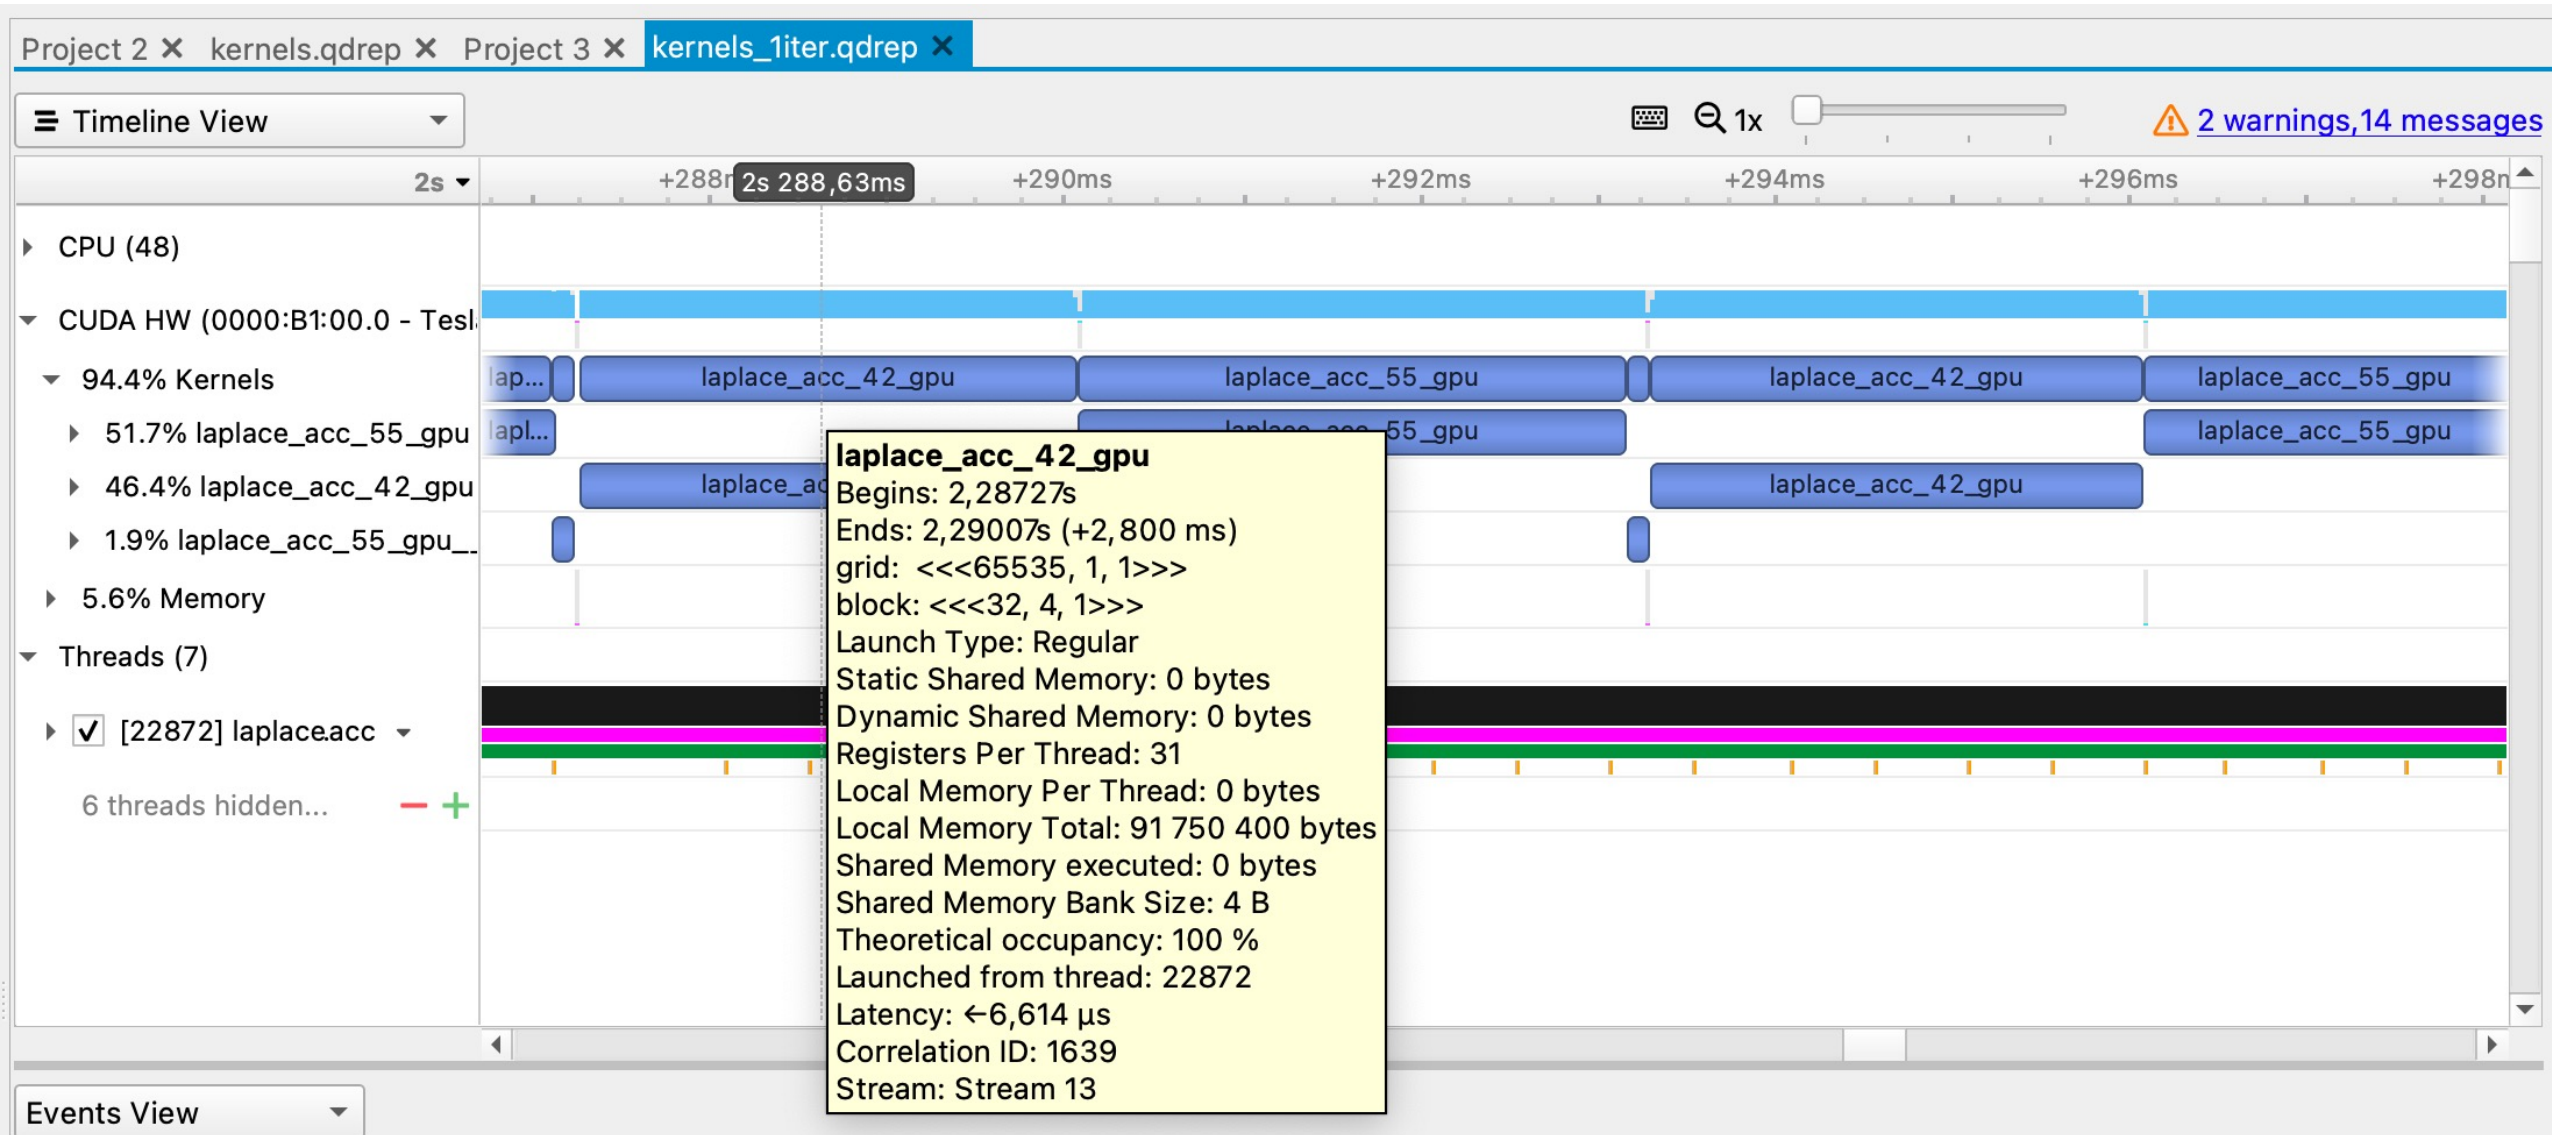 Project 2 kernels.qdrep Project 3 kernels_1iter.qdrep
Timeline View 1x 2 warnings,14 messages
2s 2s 288,63ms +290ms +292ms +294ms +296ms
CPU (48)
CUDA HW (0000:B1:00.0 -
94.4% Kernels lap... laplace_acc_42_gpu laplace_acc_55_gpu laplace_acc_42_gpu laplace_acc_55_gpu
51.7% laplace_acc_55_gpu lapl... laplace_acc_55_gpu laplace_acc_55_gpu
46.4% laplace_acc_42_gpu laplace_acc_42_gpu
1.9% laplace_acc_55_gpu__
5.6% Memory
Threads (7)
[22872] laplace.acc
6 threads hidden...
laplace_acc_42_gpu
Begins: 2,28727s
Ends: 2,29007s (+2,800 ms)
grid: <<<65535, 1, 1>>>
block: <<<32, 4, 1>>>
Launch Type: Regular
Static Shared Memory: 0 bytes
Dynamic Shared Memory: 0 bytes
Registers Per Thread: 31
Local Memory Per Thread: 0 bytes
Local Memory Total: 91 750 400 bytes
Shared Memory executed: 0 bytes
Shared Memory Bank Size: 4 B
Theoretical occupancy: 100 %
Launched from thread: 22872
Latency: ←6,614 μs
Correlation ID: 1639
Stream: Stream 13
Events View